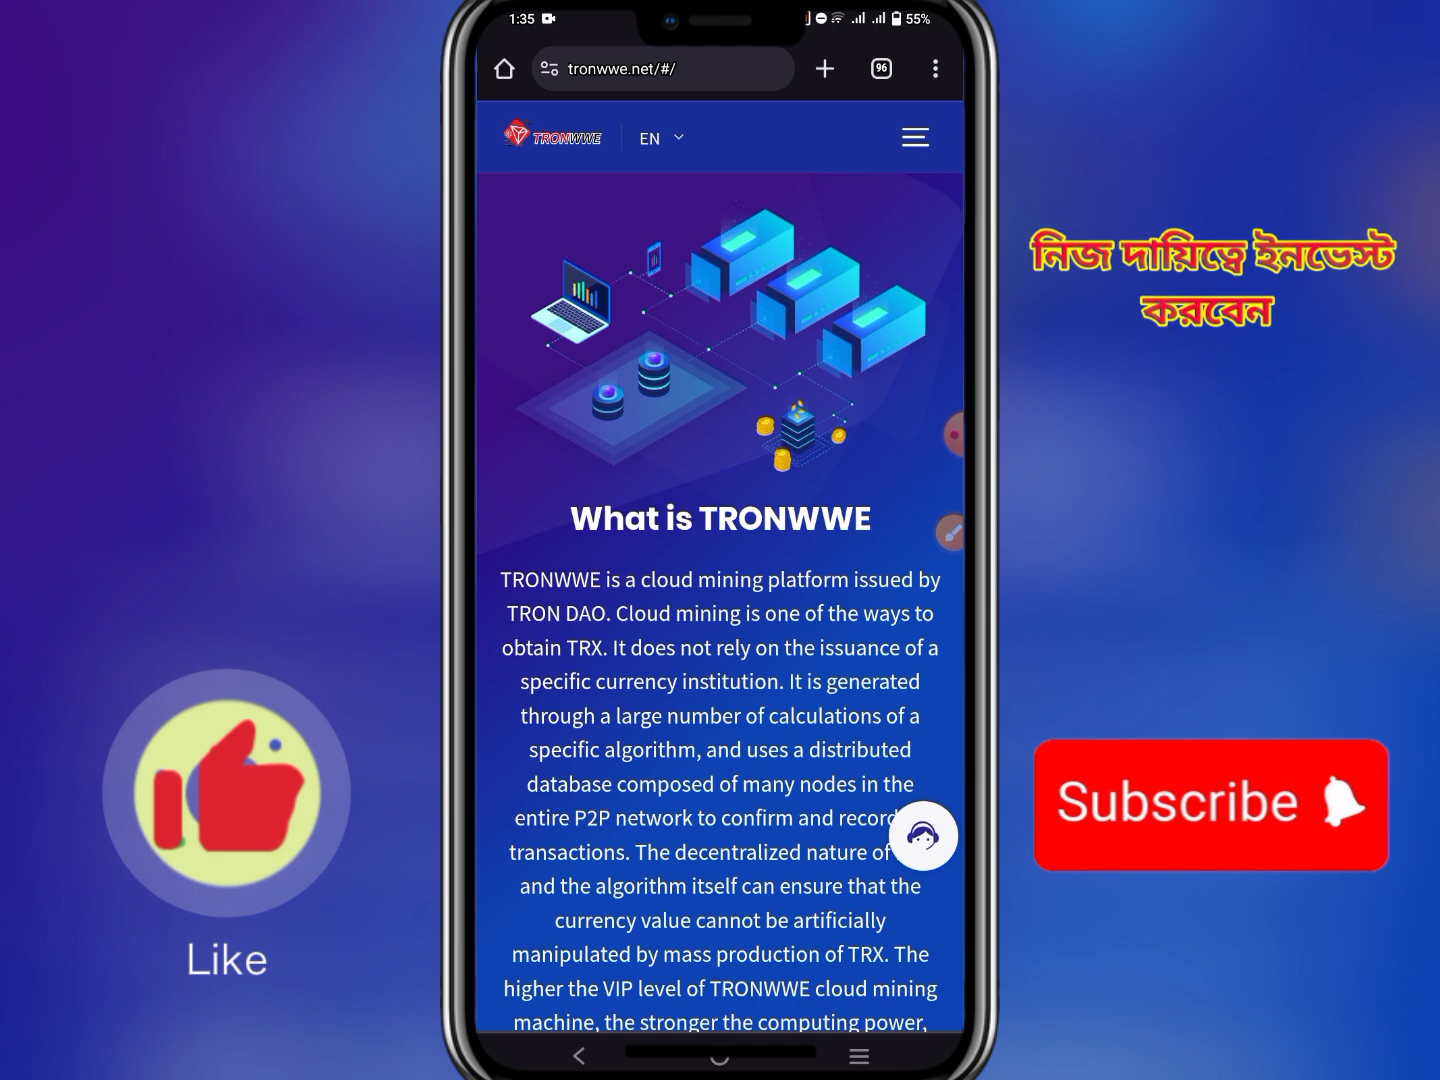 1:35
55%
tronwwe.net/#/
96
TRONWWE
EN
What is TRONWWE
TRONWWE is a cloud mining platform issued by
TRON DAO. Cloud mining is one of the ways to
obtain TRX. It does not rely on the issuance of a
specific currency institution. It is generated
through a large number of calculations of a
specific algorithm, and uses a distributed
database composed of many nodes in the
entire P2P network to confirm and record
transactions. The decentralized nature of
and the algorithm itself can ensure that the
currency value cannot be artificially
manipulated by mass production of TRX. The
higher the VIP level of TRONWWE cloud mining
machine, the stronger the computing power,
নিজ দায়িত্বে ইনভেস্ট
করবেন
Like
Subscribe